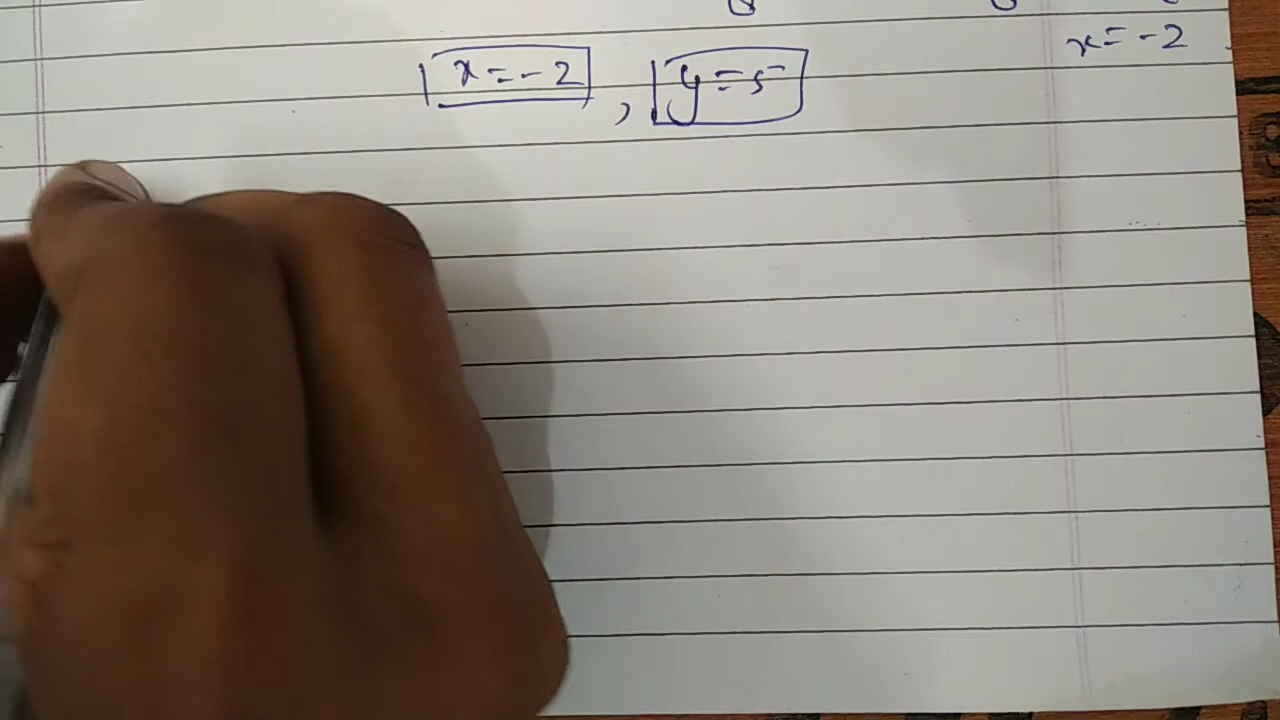 x = -2
x = -2 , y = 5